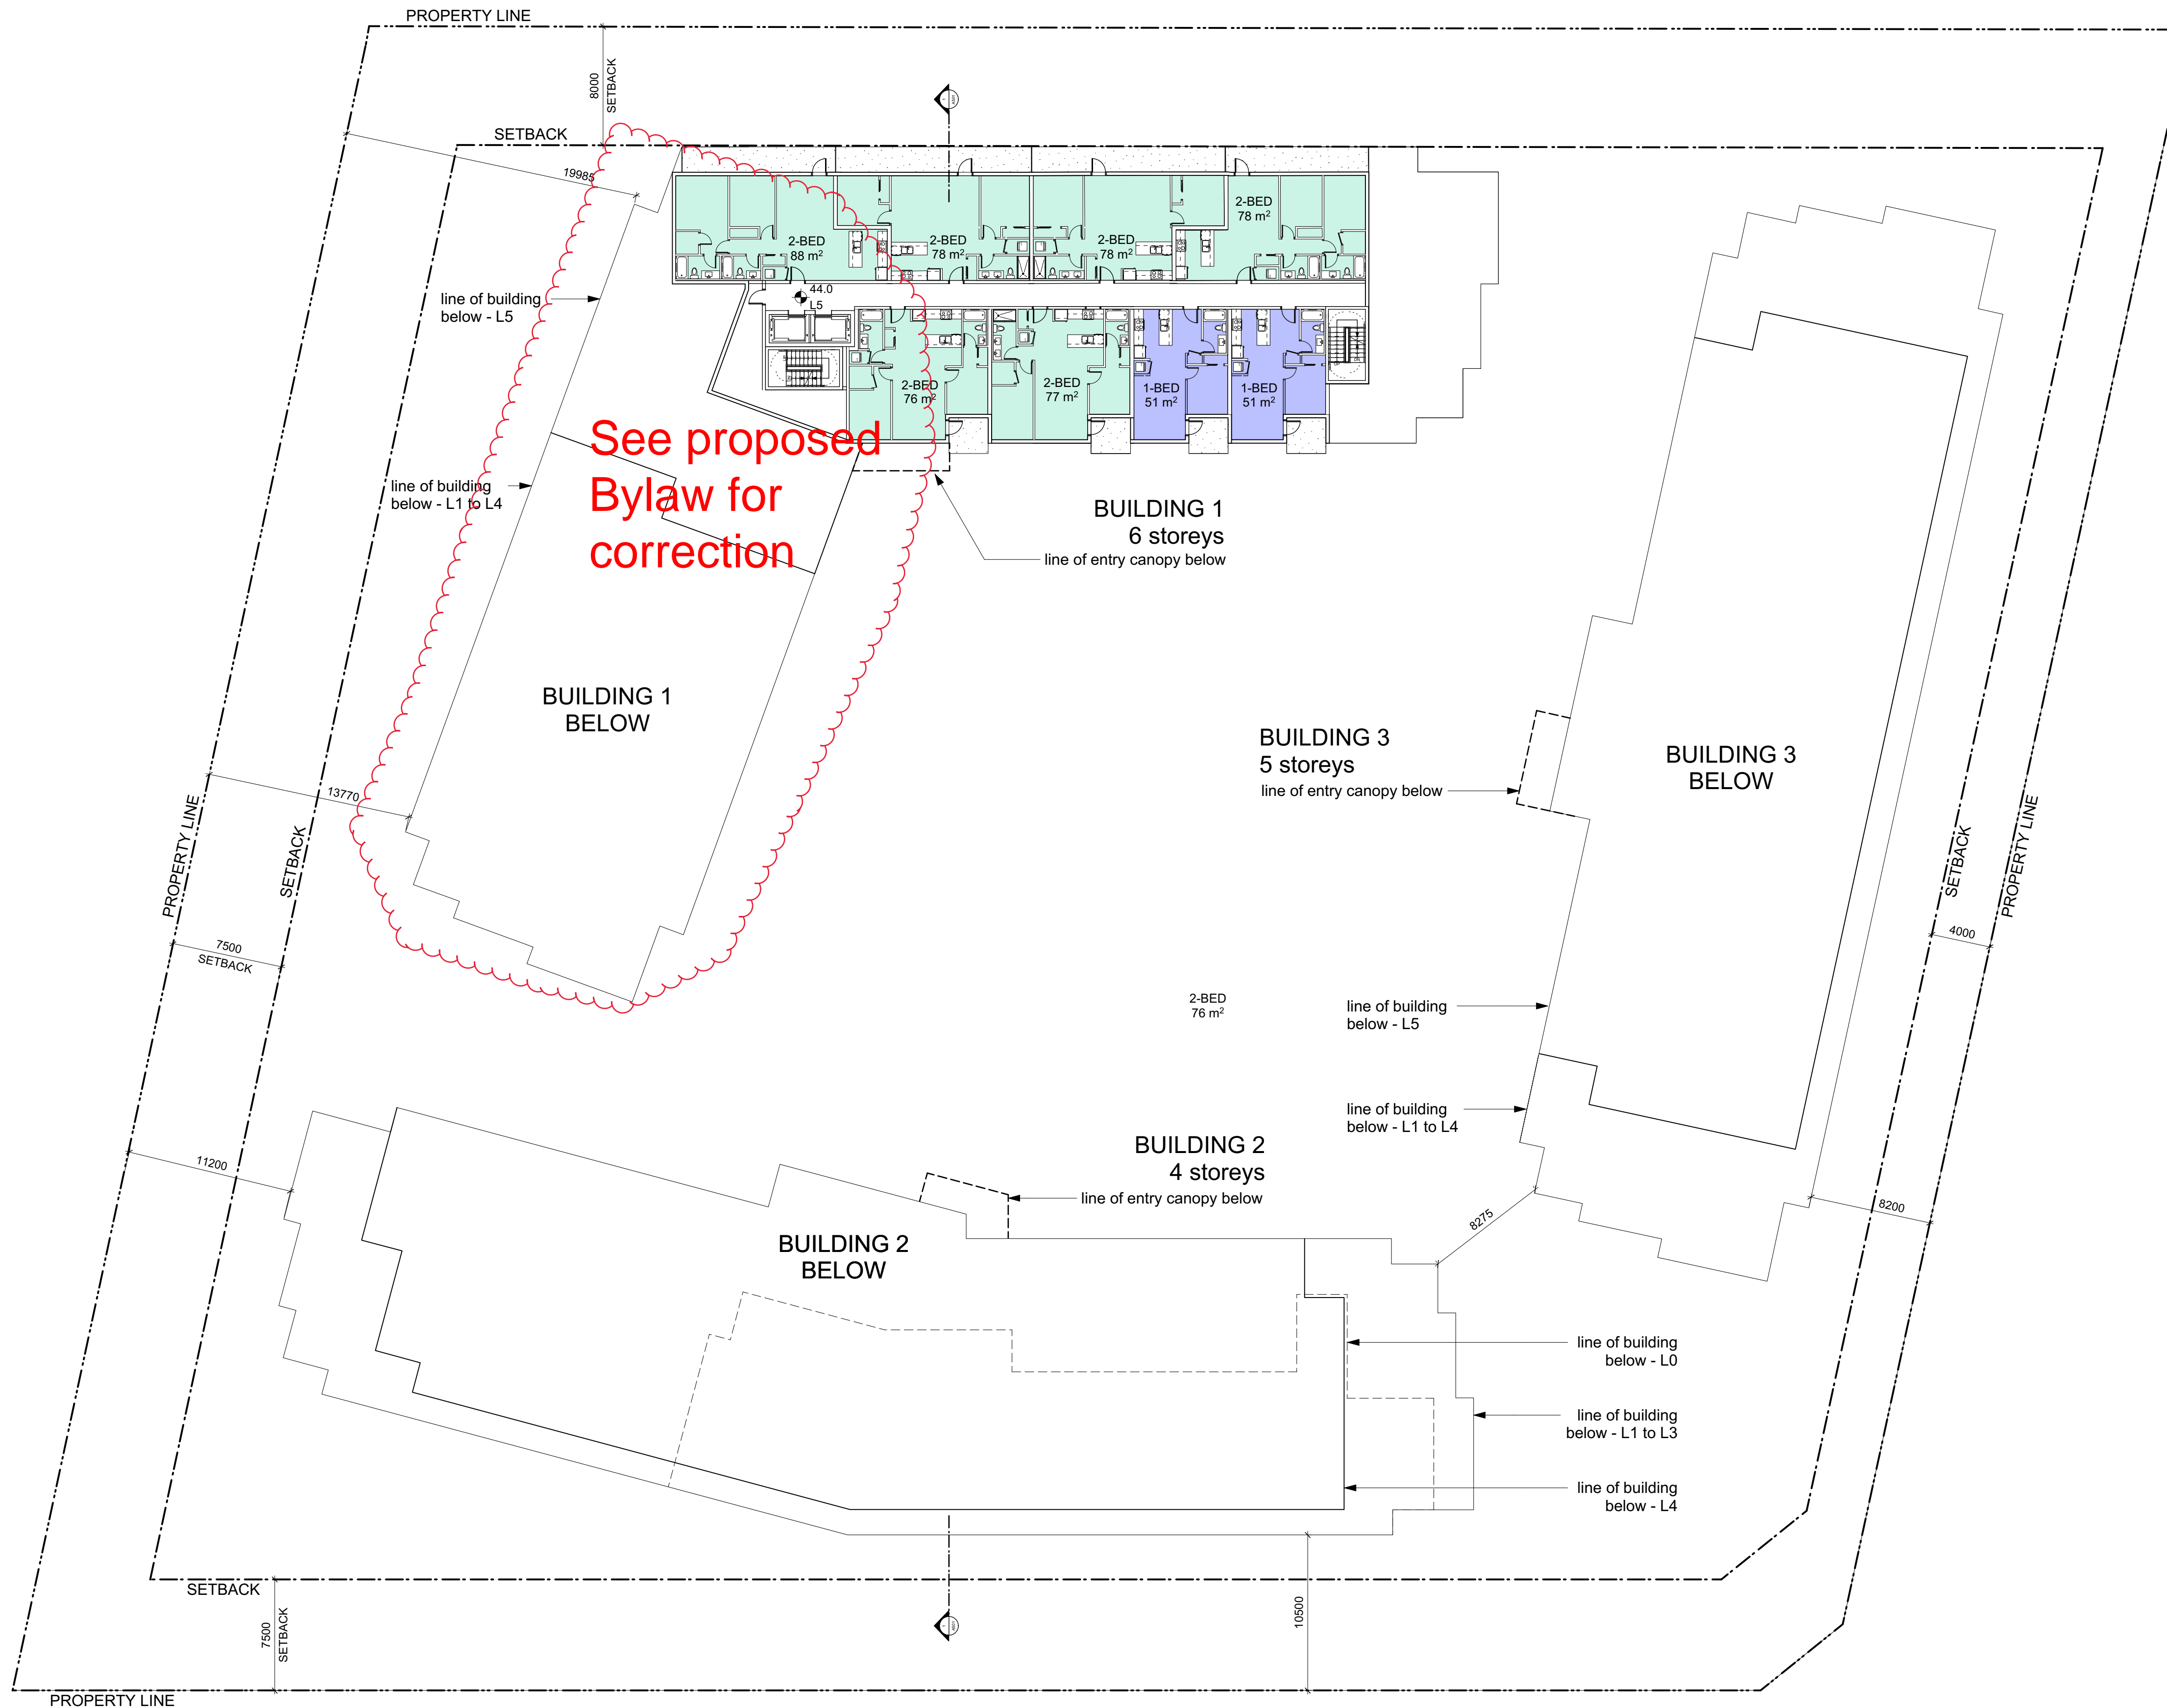 PROPERTY LINE
8000
SETBACK
SETBACK
19985
2-BED
78 m²
2-BED
88 m²
2-BED
78 m²
2-BED
78 m²
44.0
L5
line of building
below - L5
2-BED
76 m²
2-BED
77 m²
1-BED
51 m²
1-BED
51 m²
See proposed
Bylaw for
correction
line of building
below - L1 to L4
BUILDING 1
6 storeys
line of entry canopy below
BUILDING 1
BELOW
BUILDING 3
5 storeys
line of entry canopy below
BUILDING 3
BELOW
13770
PROPERTY LINE
SETBACK
SETBACK
PROPERTY LINE
7500
SETBACK
4000
2-BED
76 m²
line of building
below - L5
line of building
below - L1 to L4
11200
BUILDING 2
4 storeys
line of entry canopy below
8275
8200
BUILDING 2
BELOW
line of building
below - L0
line of building
below - L1 to L3
line of building
below - L4
SETBACK
7500
SETBACK
10500
PROPERTY LINE